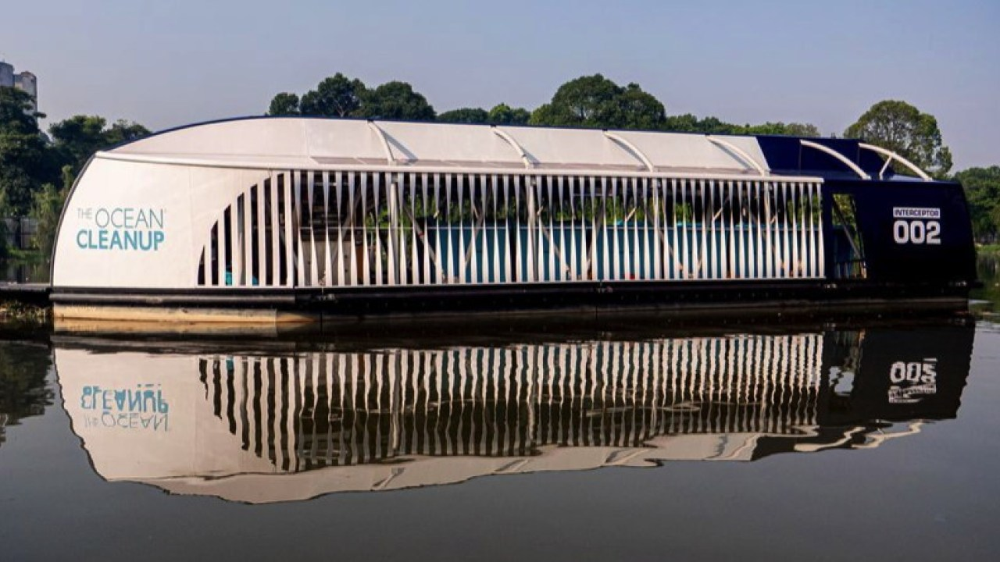 THE OCEAN
CLEANUP
INTERCEPTOR
002